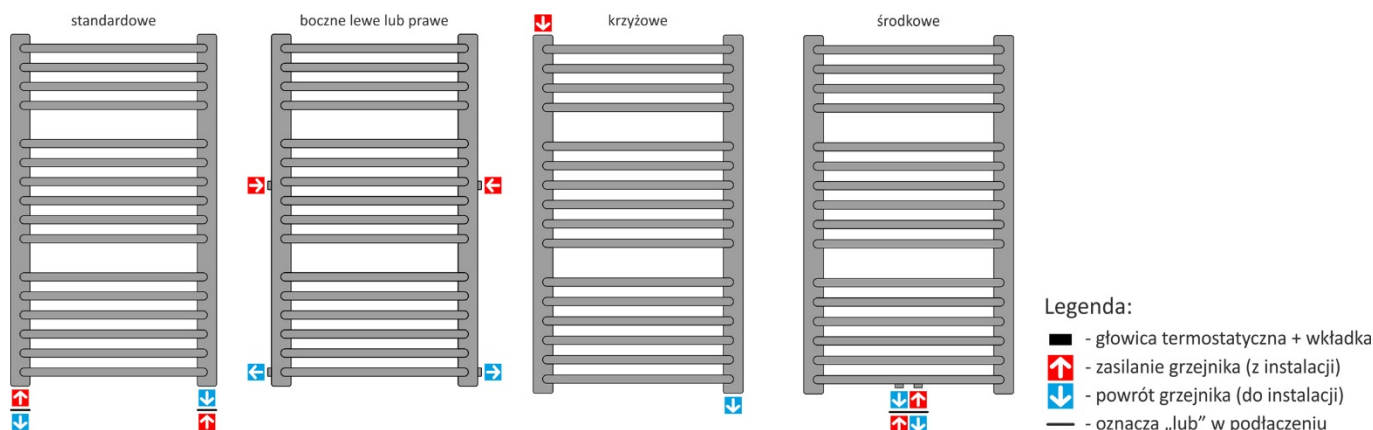 standardowe
boczne lewe lub prawe
krzyżowe
środkowe
Legenda:
- głowica termostatyczna + wkładka
- zasilanie grzejnika (z instalacji)
- powrót grzejnika (do instalacji)
- oznacza „lub” w podłączeniu